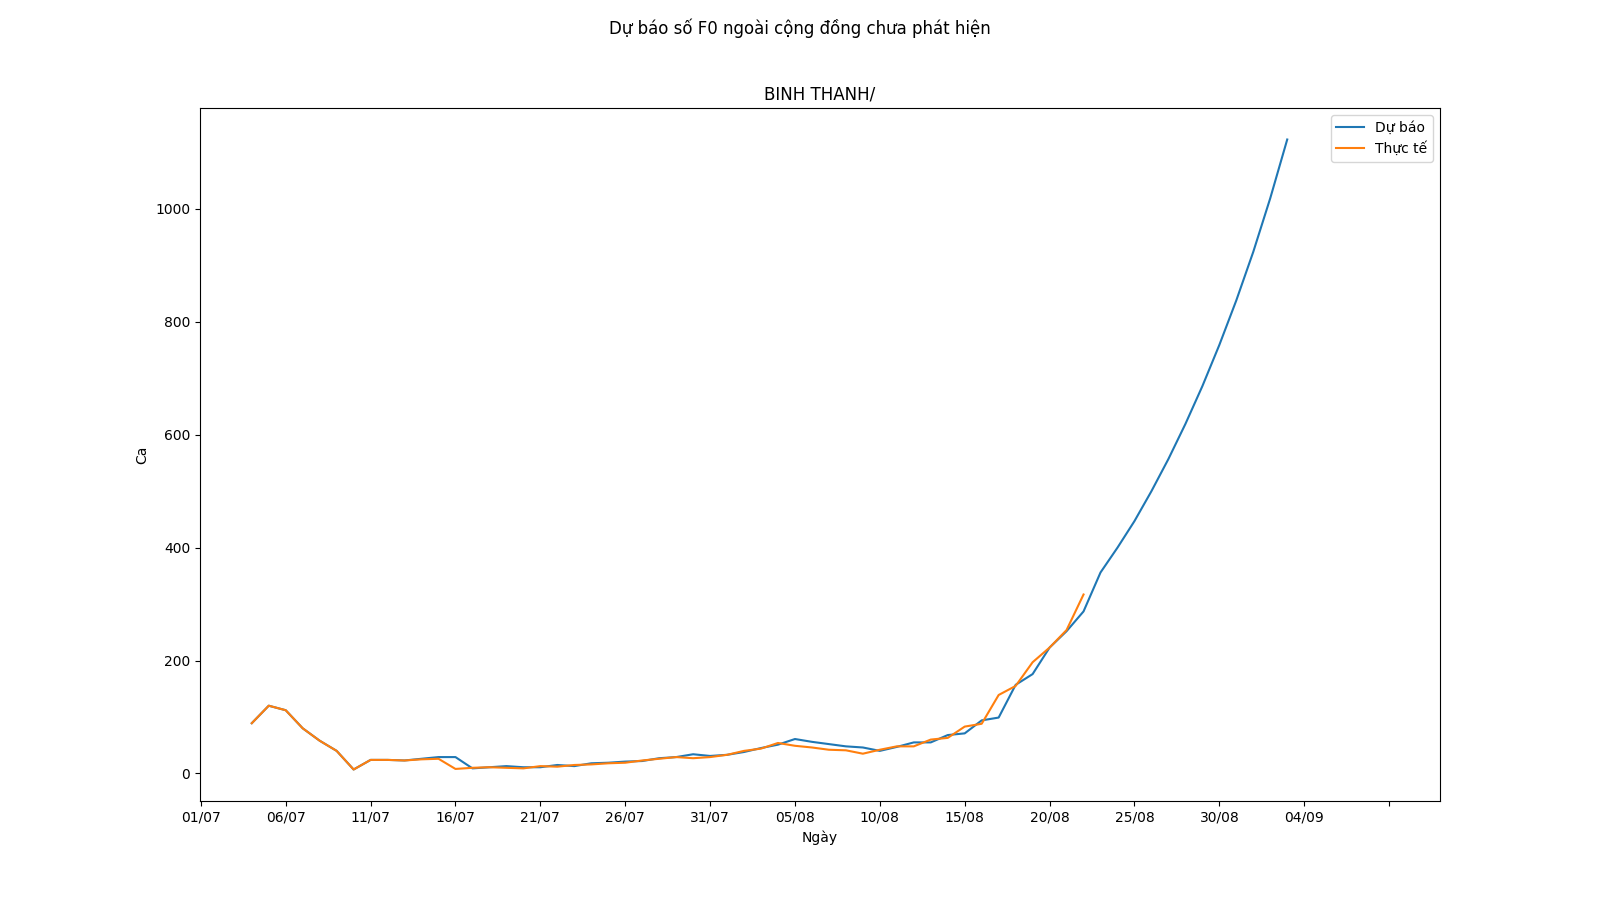 Dự báo số F0 ngoài cộng đồng chưa phát hiện
BINH THANH/
Dự báo
Thực tế
1000
800
600
400
200
0
Ca
01/07 06/07 11/07 16/07 21/07 26/07 31/07 05/08 10/08 15/08 20/08 25/08 30/08 04/09
Ngày